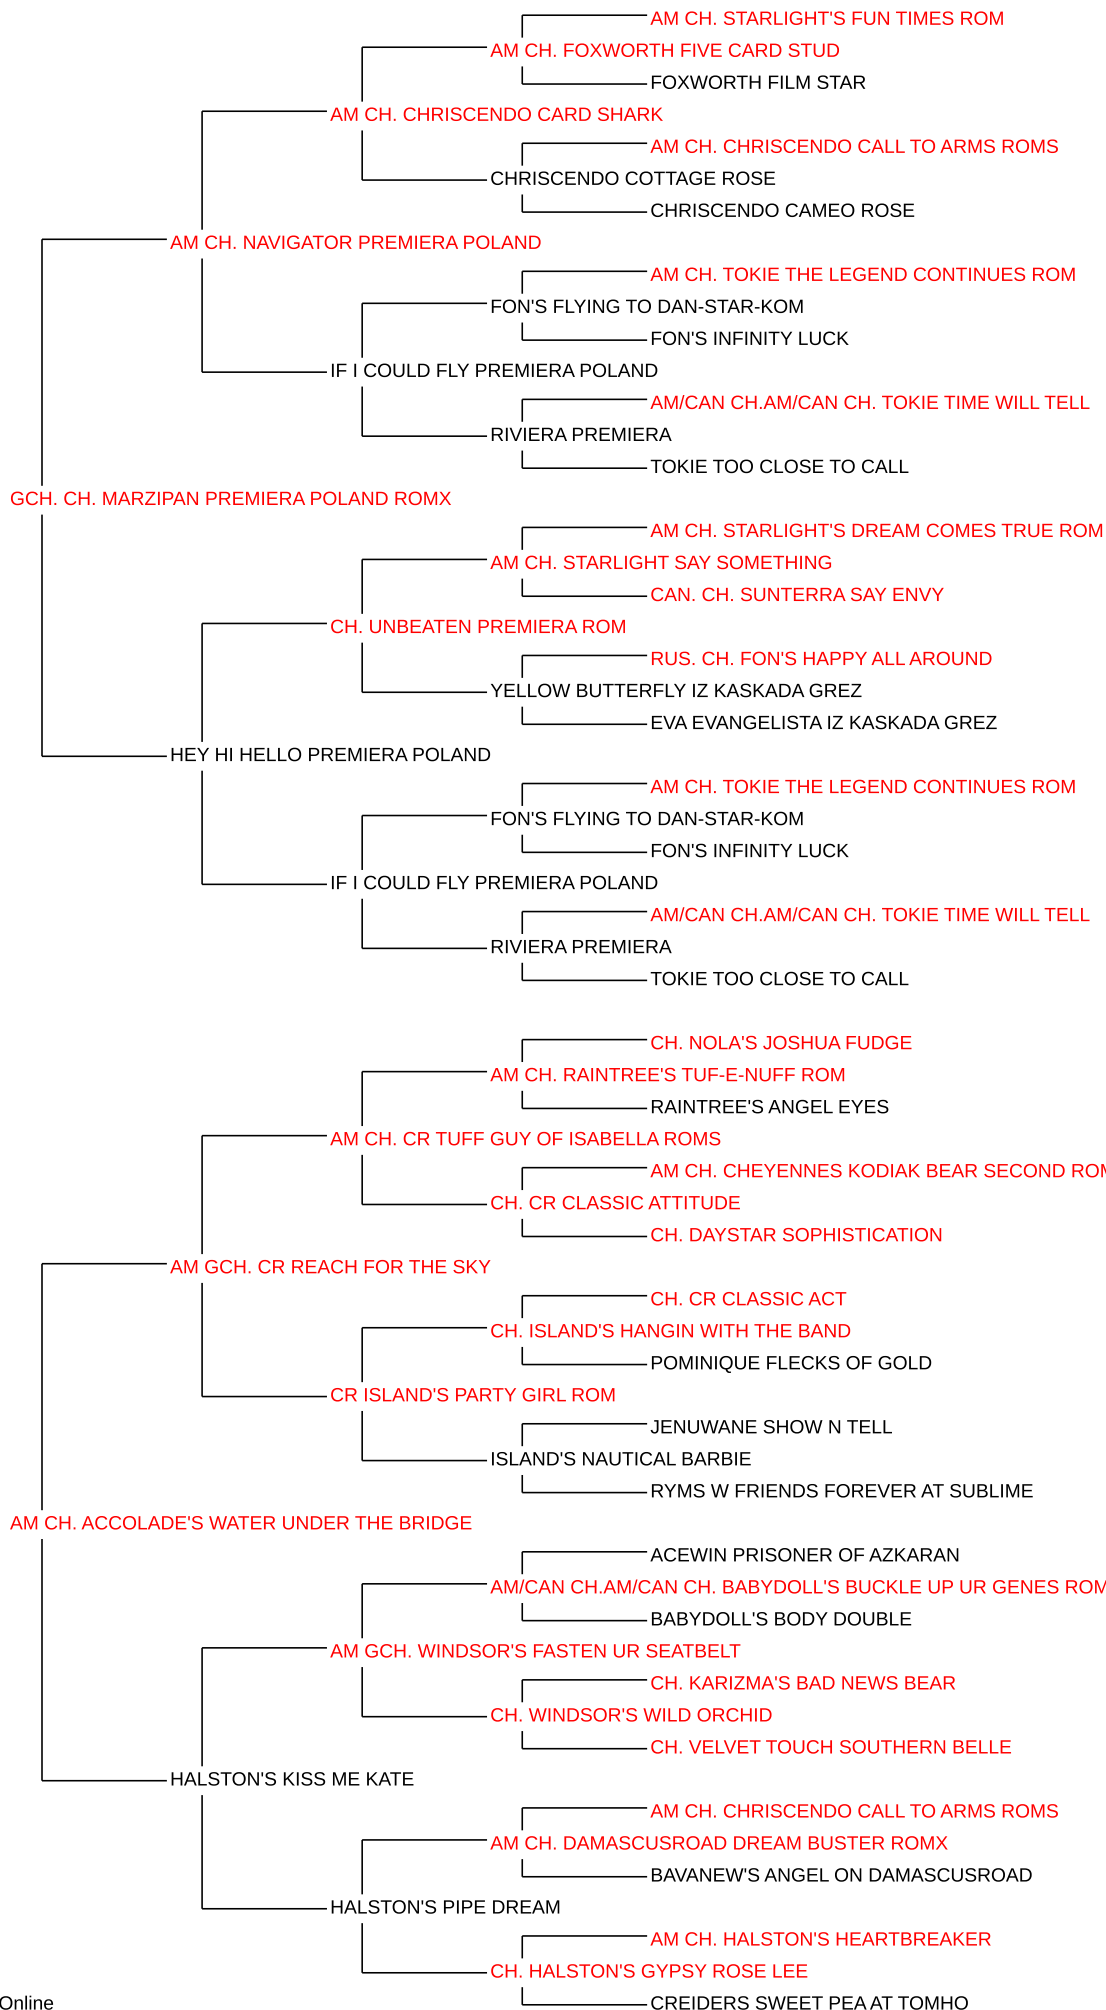 AM CH. STARLIGHT'S FUN TIMES ROM
AM CH. FOXWORTH FIVE CARD STUD
FOXWORTH FILM STAR
AM CH. CHRISCENDO CARD SHARK
AM CH. CHRISCENDO CALL TO ARMS ROMS
CHRISCENDO COTTAGE ROSE
CHRISCENDO CAMEO ROSE
AM CH. NAVIGATOR PREMIERA POLAND
AM CH. TOKIE THE LEGEND CONTINUES ROM
FON'S FLYING TO DAN-STAR-KOM
FON'S INFINITY LUCK
IF I COULD FLY PREMIERA POLAND
AM/CAN CH.AM/CAN CH. TOKIE TIME WILL TELL
RIVIERA PREMIERA
TOKIE TOO CLOSE TO CALL
GCH. CH. MARZIPAN PREMIERA POLAND ROMX
AM CH. STARLIGHT'S DREAM COMES TRUE ROM
AM CH. STARLIGHT SAY SOMETHING
CAN. CH. SUNTERRA SAY ENVY
CH. UNBEATEN PREMIERA ROM
RUS. CH. FON'S HAPPY ALL AROUND
YELLOW BUTTERFLY IZ KASKADA GREZ
EVA EVANGELISTA IZ KASKADA GREZ
HEY HI HELLO PREMIERA POLAND
AM CH. TOKIE THE LEGEND CONTINUES ROM
FON'S FLYING TO DAN-STAR-KOM
FON'S INFINITY LUCK
IF I COULD FLY PREMIERA POLAND
AM/CAN CH.AM/CAN CH. TOKIE TIME WILL TELL
RIVIERA PREMIERA
TOKIE TOO CLOSE TO CALL
CH. NOLA'S JOSHUA FUDGE
AM CH. RAINTREE'S TUF-E-NUFF ROM
RAINTREE'S ANGEL EYES
AM CH. CR TUFF GUY OF ISABELLA ROMS
AM CH. CHEYENNES KODIAK BEAR SECOND ROM
CH. CR CLASSIC ATTITUDE
CH. DAYSTAR SOPHISTICATION
AM GCH. CR REACH FOR THE SKY
CH. CR CLASSIC ACT
CH. ISLAND'S HANGIN WITH THE BAND
POMINIQUE FLECKS OF GOLD
CR ISLAND'S PARTY GIRL ROM
JENUWANE SHOW N TELL
ISLAND'S NAUTICAL BARBIE
RYMS W FRIENDS FOREVER AT SUBLIME
AM CH. ACCOLADE'S WATER UNDER THE BRIDGE
ACEWIN PRISONER OF AZKARAN
AM/CAN CH.AM/CAN CH. BABYDOLL'S BUCKLE UP UR GENES ROM
BABYDOLL'S BODY DOUBLE
AM GCH. WINDSOR'S FASTEN UR SEATBELT
CH. KARIZMA'S BAD NEWS BEAR
CH. WINDSOR'S WILD ORCHID
CH. VELVET TOUCH SOUTHERN BELLE
HALSTON'S KISS ME KATE
AM CH. CHRISCENDO CALL TO ARMS ROMS
AM CH. DAMASCUSROAD DREAM BUSTER ROMX
BAVANEW'S ANGEL ON DAMASCUSROAD
HALSTON'S PIPE DREAM
AM CH. HALSTON'S HEARTBREAKER
CH. HALSTON'S GYPSY ROSE LEE
CREIDERS SWEET PEA AT TOMHO
Online